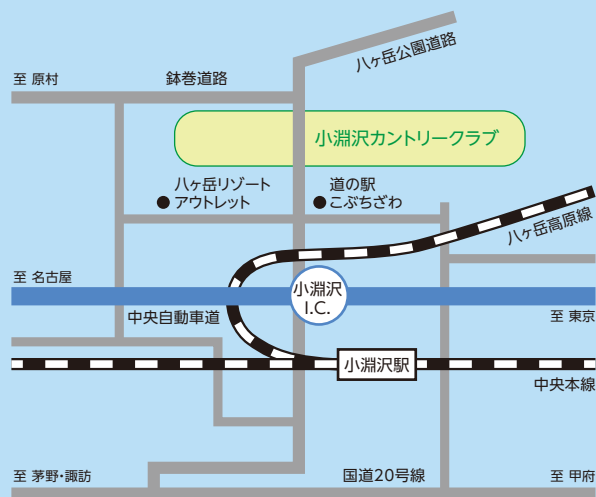 八ヶ岳公園道路
至 原村
鉢巻道路
小淵沢カントリークラブ
八ヶ岳リゾート
アウトレット
道の駅
こぶちざわ
八ヶ岳高原線
至 名古屋
小淵沢
I.C.
中央自動車道
至 東京
小淵沢駅
中央本線
至 茅野・諏訪
国道20号線
至 甲府